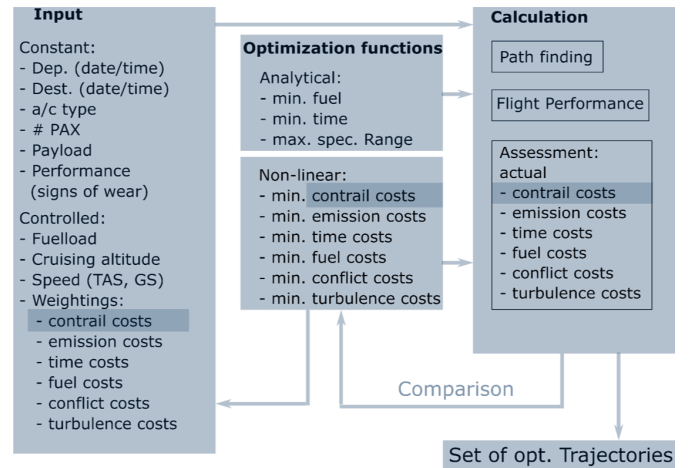 Input
Constant:
- Dep. (date/time)
- Dest. (date/time)
- a/c type
- # PAX
- Payload
- Performance
(signs of wear)
Controlled:
- Fuelload
- Cruising altitude
- Speed (TAS, GS)
- Weightings:
- contrail costs
- emission costs
- time costs
- fuel costs
- conflict costs
- turbulence costs
Optimization functions
Analytical:
- min. fuel
- min. time
- max. spec. Range
Non-linear:
- min. contrail costs
- min. emission costs
- min. time costs
- min. fuel costs
- min. conflict costs
- min. turbulence costs
Calculation
Path finding
Flight Performance
Assessment:
actual
- contrail costs
- emission costs
- time costs
- fuel costs
- conflict costs
- turbulence costs
Comparison
Set of opt. Trajectories